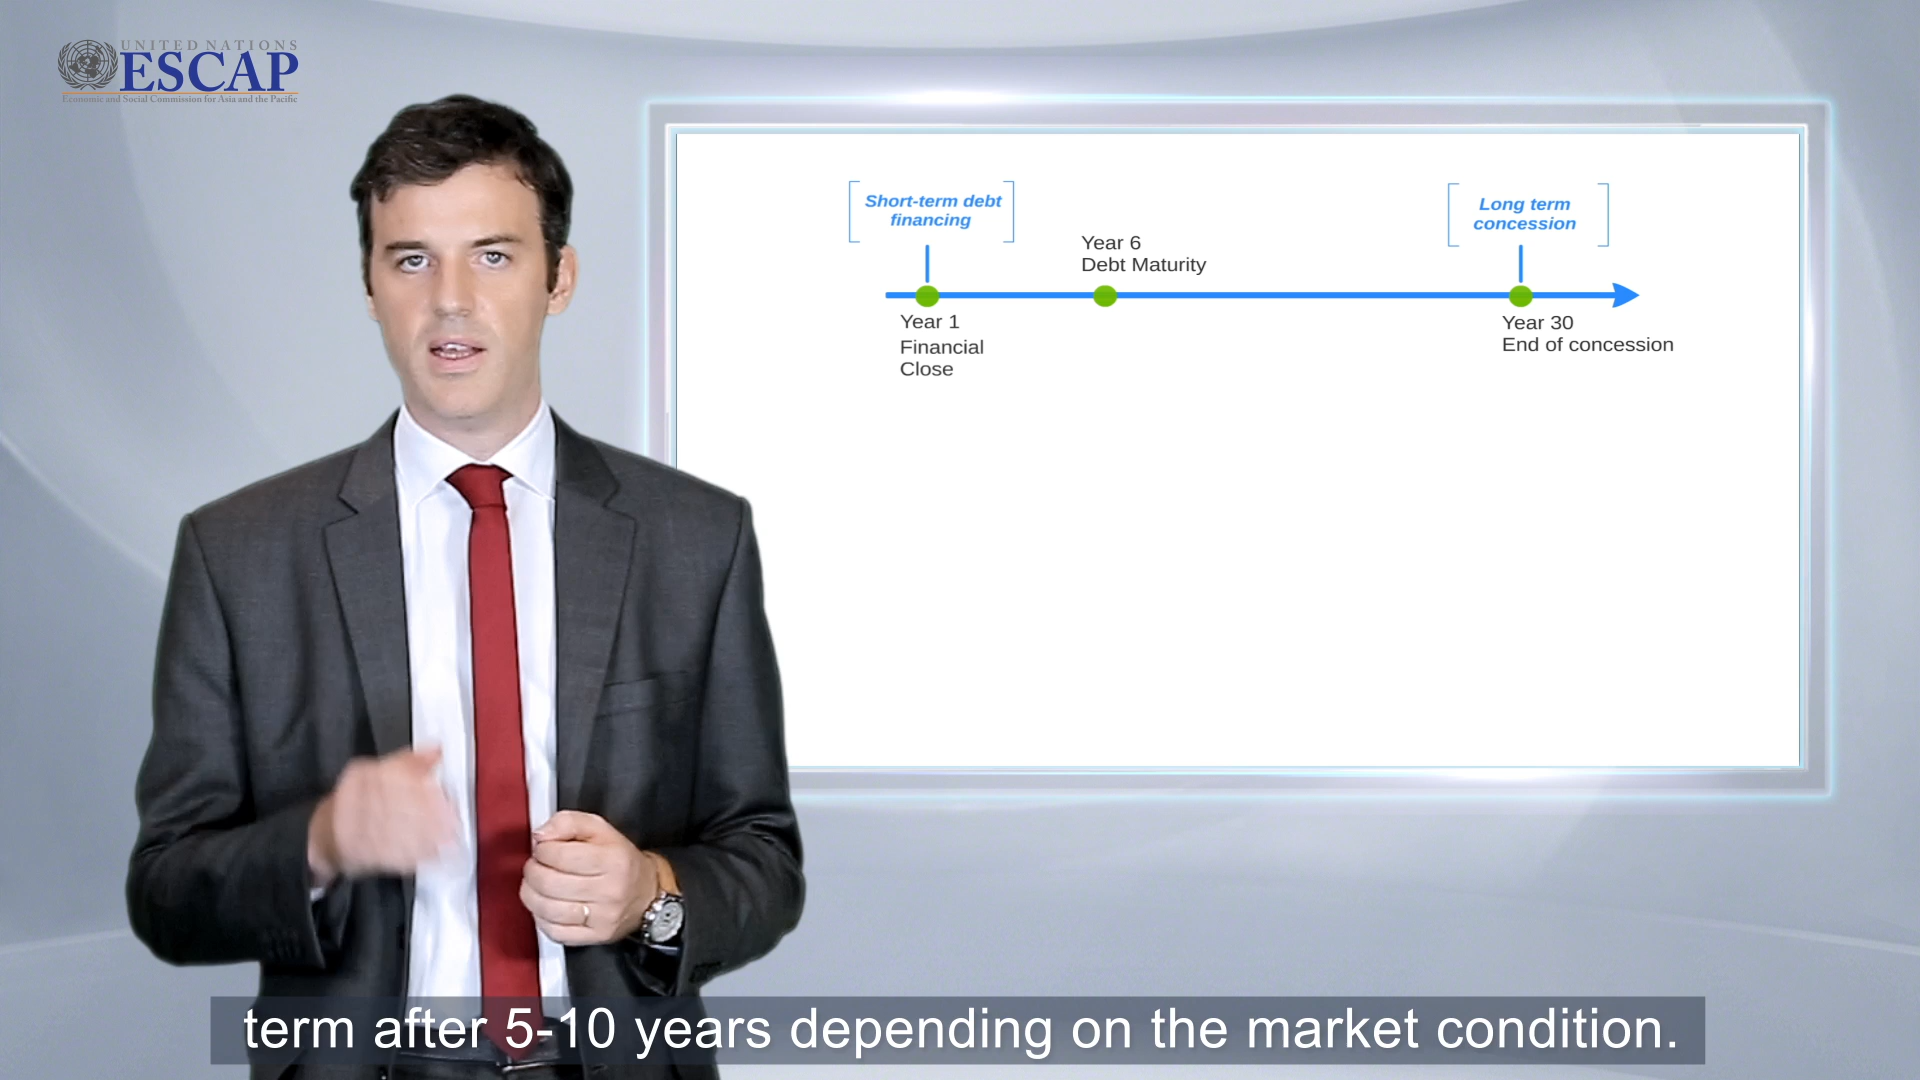 UNITED NATIONS
ESCAP
Economic and Social Commission for Asia and the Pacific
Short-term debt
financing
Long term
concession
Year 6
Debt Maturity
Year 1
Financial
Close
Year 30
End of concession
term after 5-10 years depending on the market condition.